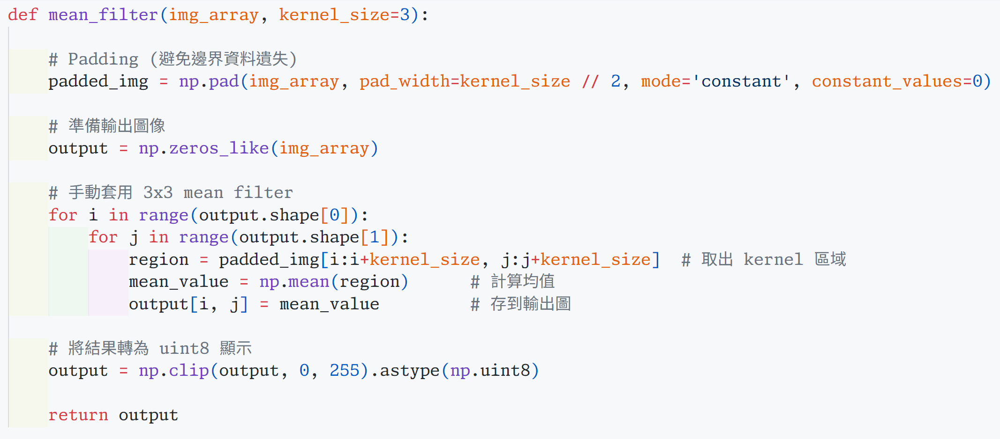 def mean_filter(img_array, kernel_size=3):
# Padding (避免邊界資料遺失)
padded_img = np.pad(img_array, pad_width=kernel_size // 2, mode='constant', constant_values=0)
# 準備輸出圖像
output = np.zeros_like(img_array)
# 手動套用 3x3 mean filter
for i in range(output.shape[0]):
for j in range(output.shape[1]):
region = padded_img[i:i+kernel_size, j:j+kernel_size]  # 取出 kernel 區域
mean_value = np.mean(region)      # 計算均值
output[i, j] = mean_value         # 存到輸出圖
# 將結果轉為 uint8 顯示
output = np.clip(output, 0, 255).astype(np.uint8)
return output